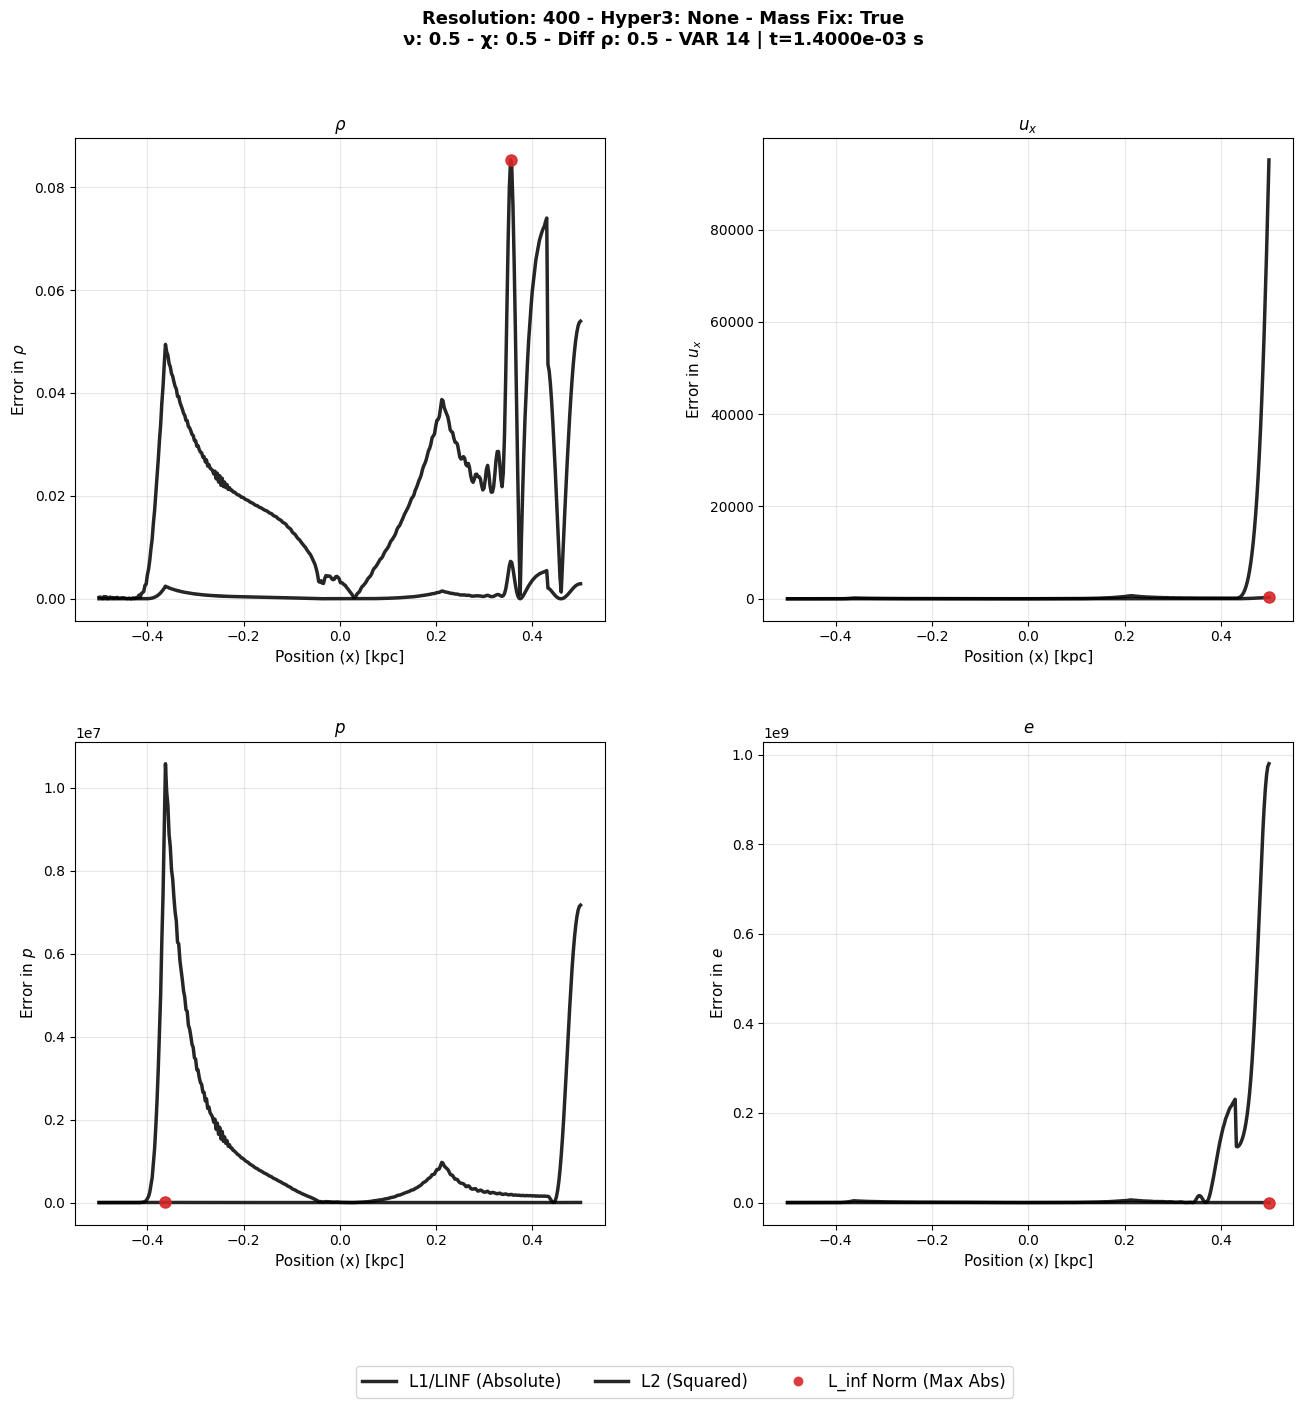 Resolution: 400 - Hyper3: None - Mass Fix: True
ν: 0.5 - χ: 0.5 - Diff ρ: 0.5 - VAR 14 | t=1.4000e-03 s
ρ
0.08
0.06
0.04
0.02
0.00
Error in ρ
−0.4 −0.2 0.0 0.2 0.4
Position (x) [kpc]
u_x
80000
60000
40000
20000
0
Error in u_x
−0.4 −0.2 0.0 0.2 0.4
Position (x) [kpc]
p
1e7
1.0
0.8
0.6
0.4
0.2
0.0
Error in p
−0.4 −0.2 0.0 0.2 0.4
Position (x) [kpc]
e
1e9
1.0
0.8
0.6
0.4
0.2
0.0
Error in e
−0.4 −0.2 0.0 0.2 0.4
Position (x) [kpc]
L1/LINF (Absolute) L2 (Squared) L_inf Norm (Max Abs)